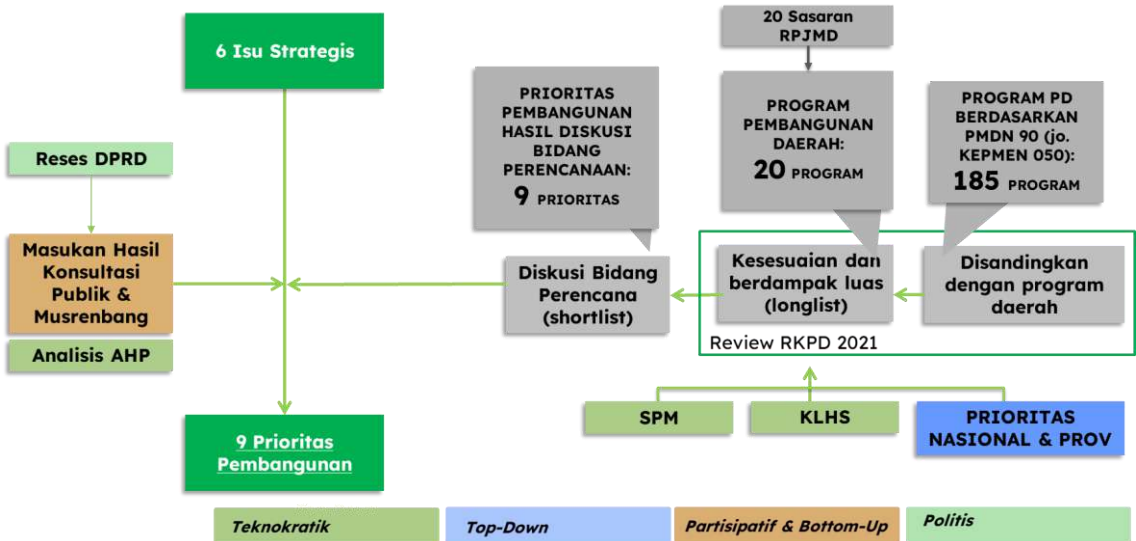 6 Isu Strategis
20 Sasaran
RPJMD
PRIORITAS
PEMBANGUNAN
HASIL DISKUSI
BIDANG
PERENCANAAN:
9 PRIORITAS
PROGRAM
PEMBANGUNAN
DAERAH:
20 PROGRAM
PROGRAM PD
BERDASARKAN
PMDN 90 (jo.
KEPMEN 050):
185 PROGRAM
Reses DPRD
Masukan Hasil
Konsultasi
Publik &
Musrenbang
Analisis AHP
Diskusi Bidang
Perencana
(shortlist)
Kesesuaian dan
berdampak luas
(longlist)
Disandingkan
dengan program
daerah
Review RKPD 2021
SPM
KLHS
PRIORITAS
NASIONAL & PROV
9 Prioritas
Pembangunan
Teknokratik
Top-Down
Partisipatif & Bottom-Up
Politis